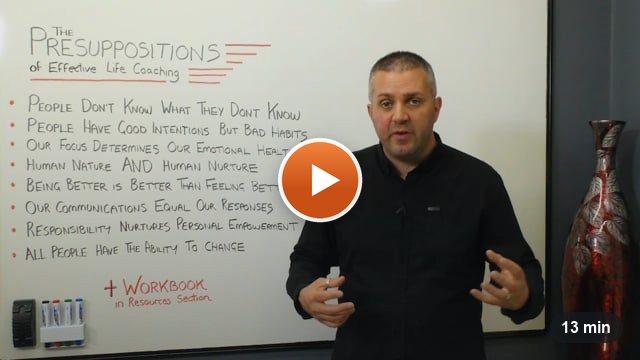 THE
PRESUPPOSITIONS
of EFFECTIVE LIFE COACHING
• PEOPLE DONT KNOW WHAT THEY DONT KNOW
• PEOPLE HAVE GOOD INTENTIONS BUT BAD HABITS
• OUR FOCUS DETERMINES OUR EMOTIONAL HEALTH
• HUMAN NATURE AND HUMAN NURTURE
• BEING BETTER IS BETTER THAN FEELING BETT
• OUR COMMUNICATIONS EQUAL OUR RESPONSES
• RESPONSIBILITY NURTURES PERSONAL EMPOWERMENT
• ALL PEOPLE HAVE THE ABILITY TO CHANGE
+ WORKBOOK
in RESOURCES SECTION
13 min